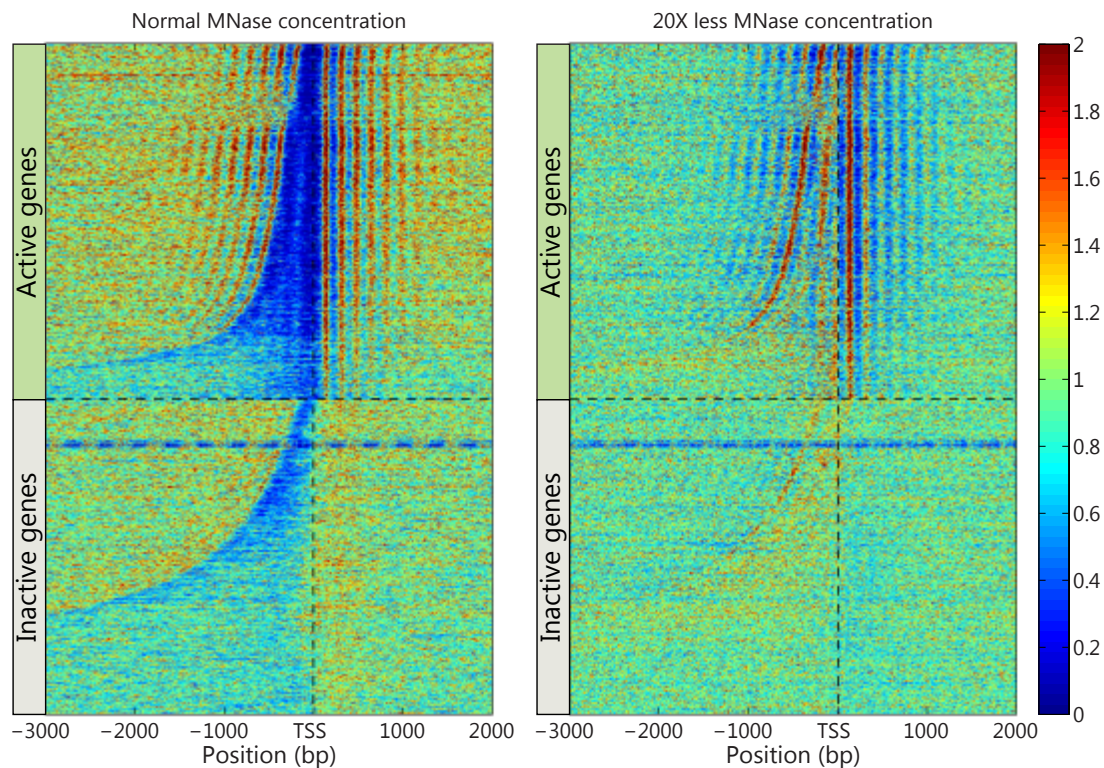 Normal MNase concentration
20X less MNase concentration
Active genes
Inactive genes
−3000 −2000 −1000 TSS 1000 2000
Position (bp)
Active genes
Inactive genes
−3000 −2000 −1000 TSS 1000 2000
Position (bp)
2
1.8
1.6
1.4
1.2
1
0.8
0.6
0.4
0.2
0